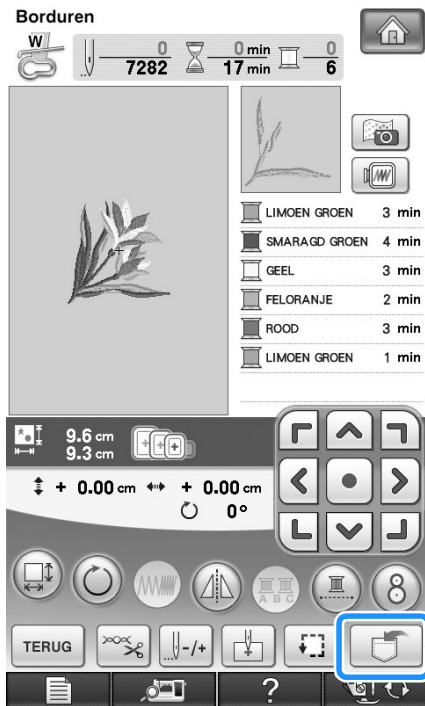 Borduren
W
0
7282
0 min
17 min
0
6
LIMOEN GROEN 3 min
SMARAGD GROEN 4 min
GEEL 3 min
FELORANJE 2 min
ROOD 3 min
LIMOEN GROEN 1 min
9.6 cm
9.3 cm
+ 0.00 cm + 0.00 cm
0°
A B C
8
TERUG
-/+
?